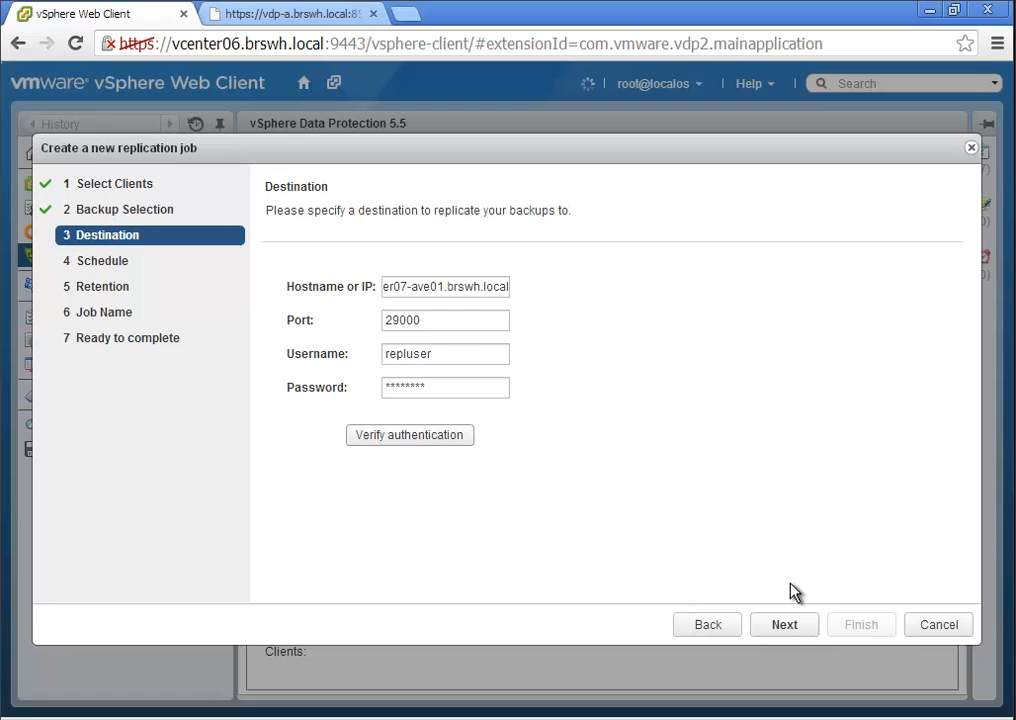 vSphere Web Client
https://vdp-a.brswh.local:85
https://vcenter06.brswh.local:9443/vsphere-client/#extensionId=com.vmware.vdp2.mainapplication
vmware® vSphere Web Client
root@localos
Help
Search
History
vSphere Data Protection 5.5
Create a new replication job
1 Select Clients
2 Backup Selection
3 Destination
4 Schedule
5 Retention
6 Job Name
7 Ready to complete
Destination
Please specify a destination to replicate your backups to.
Hostname or IP: er07-ave01.brswh.local
Port: 29000
Username: repluser
Password: ********
Verify authentication
Back
Next
Finish
Cancel
Clients: